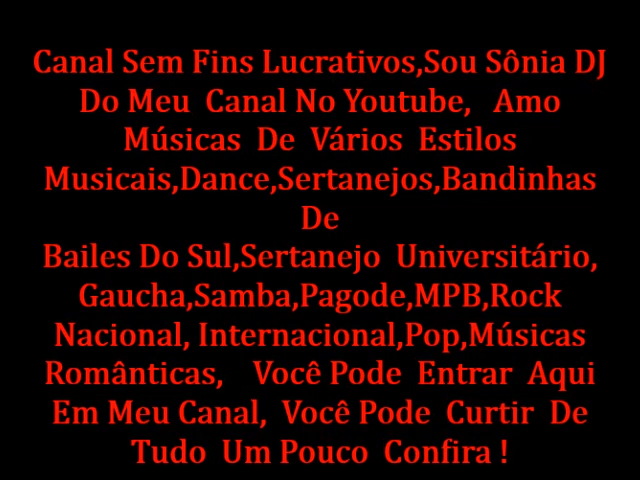 Canal Sem Fins Lucrativos,Sou Sônia DJ
Do Meu Canal No Youtube, Amo
Músicas De Vários Estilos
Musicais,Dance,Sertanejos,Bandinhas
De
Bailes Do Sul,Sertanejo Universitário,
Gaucha,Samba,Pagode,MPB,Rock
Nacional, Internacional,Pop,Músicas
Românticas, Você Pode Entrar Aqui
Em Meu Canal, Você Pode Curtir De
Tudo Um Pouco Confira !